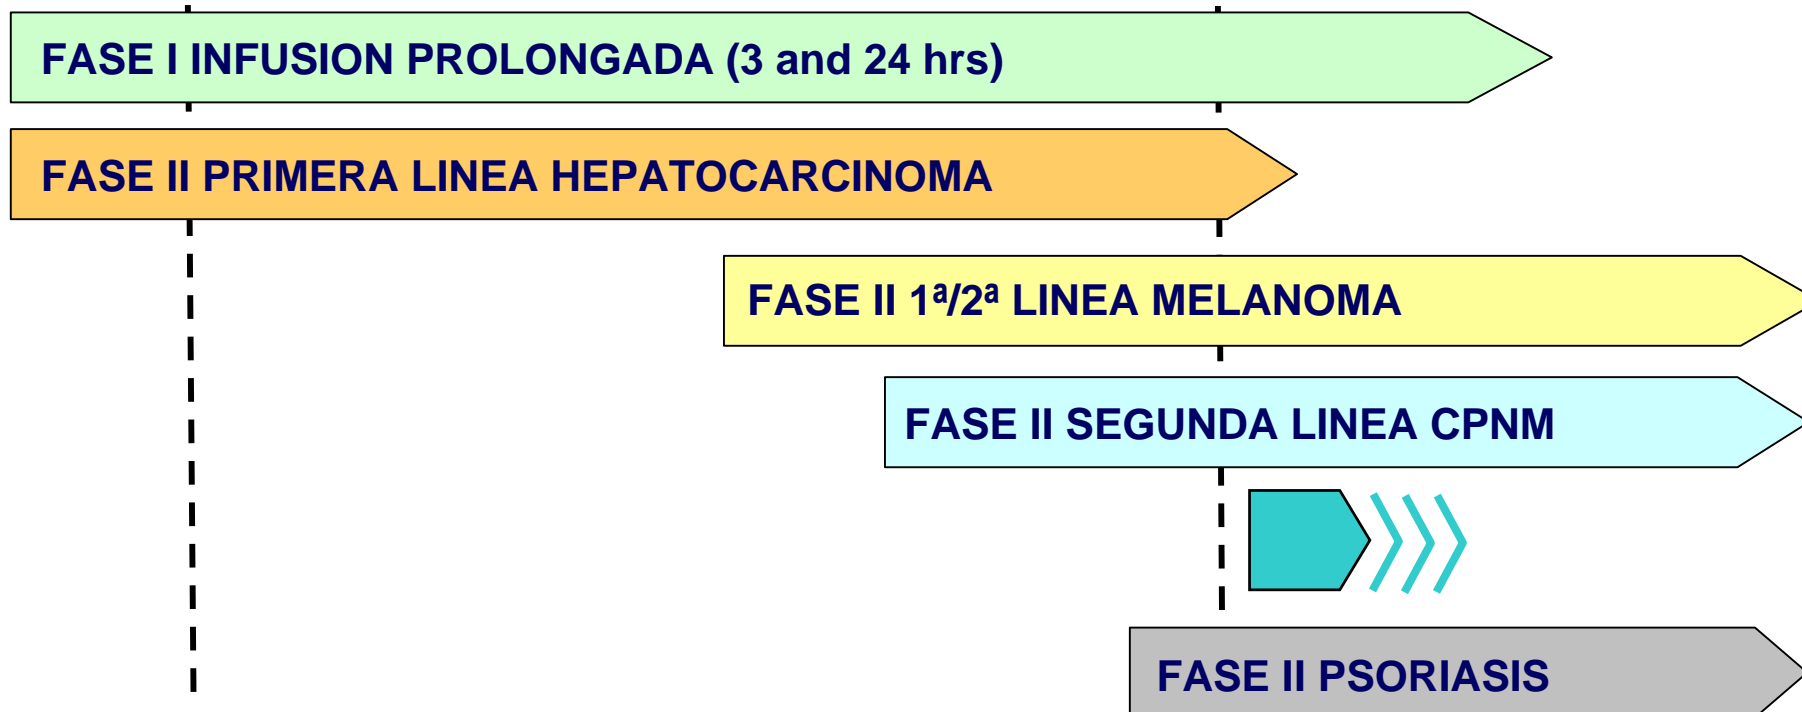 FASE I INFUSION PROLONGADA (3 and 24 hrs)
FASE II PRIMERA LINEA HEPATOCARCINOMA
FASE II 1ª/2ª LINEA MELANOMA
FASE II SEGUNDA LINEA CPNM
FASE II PSORIASIS